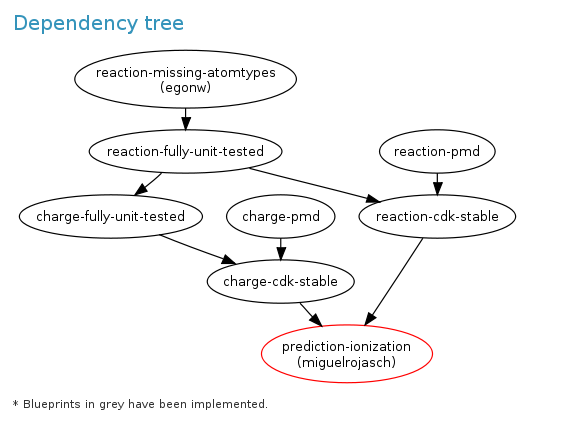 Dependency tree
reaction-missing-atomtypes
(egonw)
reaction-fully-unit-tested
reaction-pmd
charge-fully-unit-tested
charge-pmd
reaction-cdk-stable
charge-cdk-stable
prediction-ionization
(miguelrojasch)
* Blueprints in grey have been implemented.